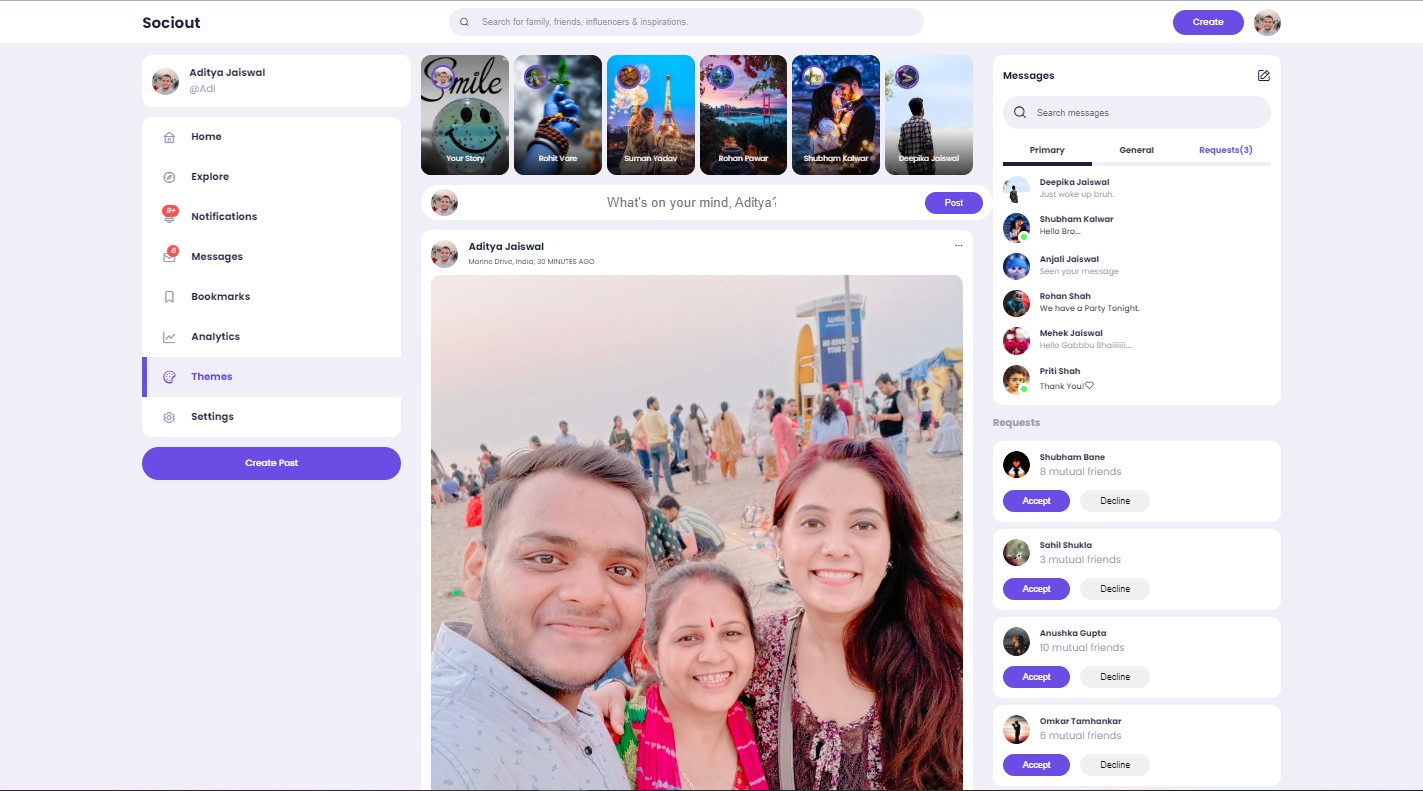 Sociout
Search for family, friends, influencers & inspirations.
Create
Aditya Jaiswal
@Adi
Home
Explore
9+
Notifications
6
Messages
Bookmarks
Analytics
Themes
Settings
Create Post
Smile
Your Story
Rohit Vare
Suman Yadav
Rohan Pawar
Shubham Kalwar
Deepika Jaiswal
What's on your mind, Aditya?
Post
Aditya Jaiswal
...
Marine Drive, India; 30 MINUTES AGO
Messages
Search messages
Primary
General
Requests(3)
Deepika Jaiswal
Just woke up bruh.
Shubham Kalwar
Hello Bro...
Anjali Jaiswal
Seen your message
Rohan Shah
We have a Party Tonight.
Mehek Jaiswal
Hello Gabbbu Bhaiiiiiii....
Priti Shah
Thank You!♡
Requests
Shubham Bane
8 mutual friends
Accept
Decline
Sahil Shukla
3 mutual friends
Accept
Decline
Anushka Gupta
10 mutual friends
Accept
Decline
Omkar Tamhankar
6 mutual friends
Accept
Decline